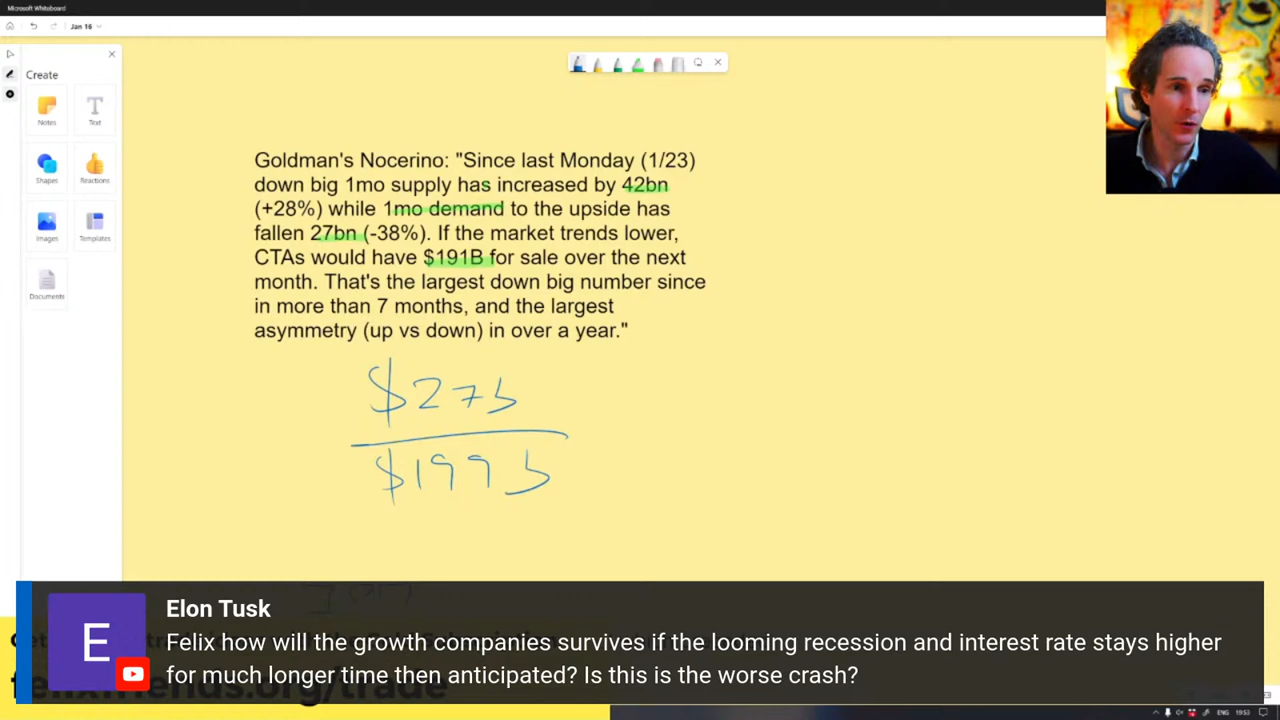 Microsoft Whiteboard
Jan 16
Create
Notes
Text
Shapes
Reactions
Images
Templates
Documents
Goldman's Nocerino: "Since last Monday (1/23)
down big 1mo supply has increased by 42bn
(+28%) while 1mo demand to the upside has
fallen 27bn (-38%). If the market trends lower,
CTAs would have $191B for sale over the next
month. That's the largest down big number since
in more than 7 months, and the largest
asymmetry (up vs down) in over a year."
$27b
$199b
Elon Tusk
E
Felix how will the growth companies survives if the looming recession and interest rate stays higher
for much longer time then anticipated? Is this is the worse crash?
ENG
19:53